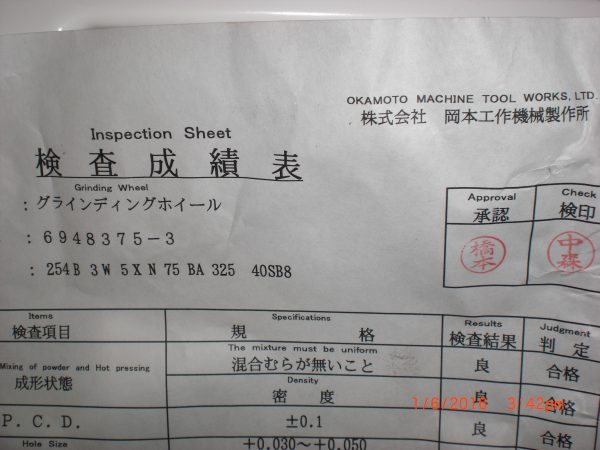 OKAMOTO MACHINE TOOL WORKS, LTD.
株式会社 岡本工作機械製作所
Inspection Sheet
検査成績表
Grinding Wheel
: グラインディングホイール
: 6948375-3
: 254B 3W 5X N 75 BA 325 40SB8
Approval Check
承認 検印
橋本 中森
Items Specifications Results Judgment
検査項目 規格 検査結果 判定
Mixing of powder and Hot pressing The mixture must be uniform
成形状態 混合むらが無いこと 良 合格
Density
密度 良 合格
P.C.D. ±0.1 良 合格
Hole Size +0.030～+0.050
1/6/2016 3:42pm